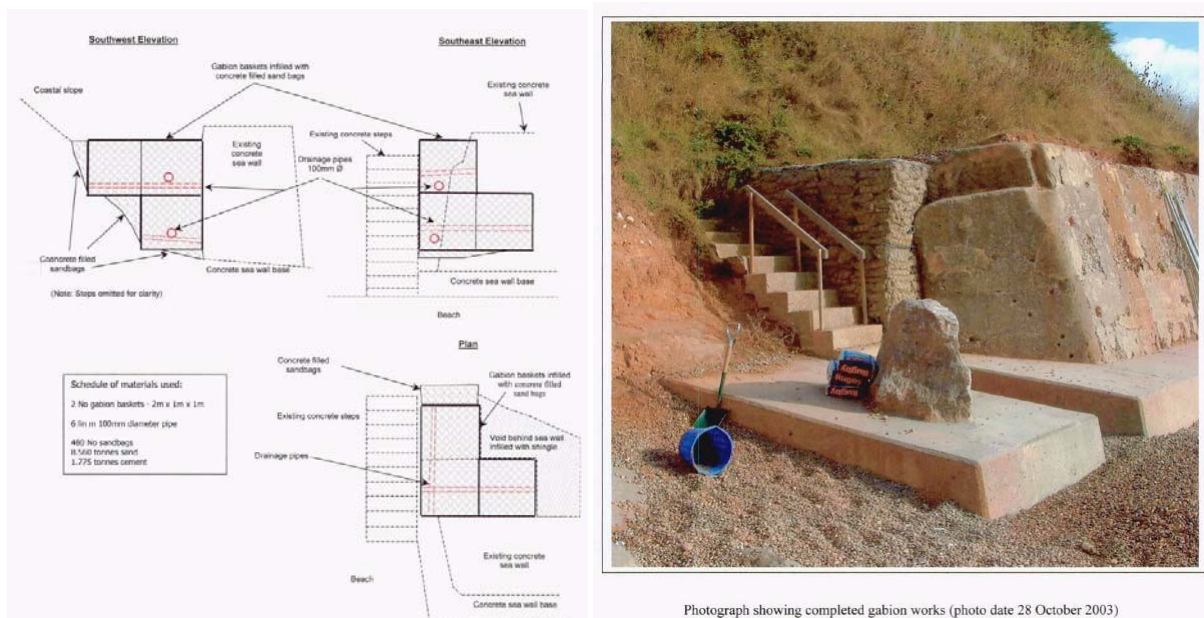 Southwest Elevation
Southeast Elevation
Gabion baskets infilled with
concrete filled sand bags
Coastal slope
Existing concrete
sea wall
Existing concrete steps
Existing
concrete
sea wall
Drainage pipes
100mm Ø
Concrete filled
sandbags
Concrete sea wall base
Concrete sea wall base
(Note: Steps omitted for clarity)
Beach
Plan
Concrete filled
sandbags
Gabion baskets infilled
with concrete filled
sand bags
Schedule of materials used:
2 No gabion baskets - 2m x 1m x 1m
6 lin m 100mm diameter pipe
480 No sandbags
8.560 tonnes sand
1.775 tonnes cement
Existing concrete steps
Void behind sea wall
infilled with shingle
Drainage pipes
Existing concrete
sea wall
Beach
Concrete sea wall base
Photograph showing completed gabion works (photo date 28 October 2003)